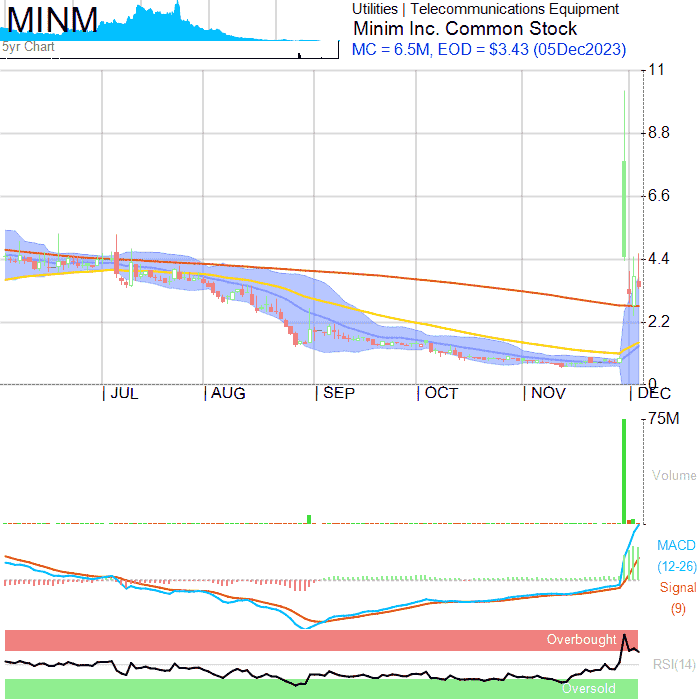 MINM
5yr Chart
Utilities | Telecommunications Equipment
Minim Inc. Common Stock
MC = 6.5M, EOD = $3.43 (05Dec2023)
11
8.8
6.6
4.4
2.2
0
JUL AUG SEP OCT NOV DEC
75M
Volume
MACD
(12-26)
Signal
(9)
Overbought
RSI(14)
Oversold